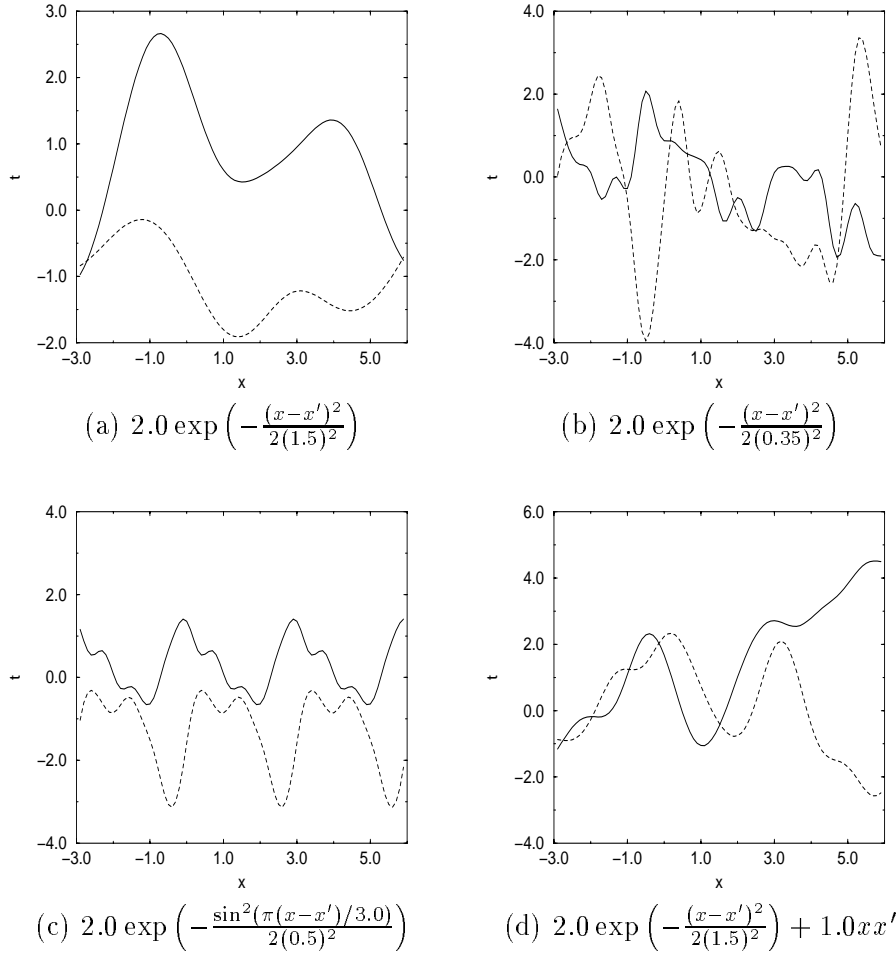 3.0
2.0
1.0
0.0
−1.0
−2.0
t
−3.0 −1.0 1.0 3.0 5.0
x
(a) 2.0 exp (−(x−x′)²/2(1.5)²)
4.0
2.0
0.0
−2.0
−4.0
t
−3.0 −1.0 1.0 3.0 5.0
x
(b) 2.0 exp (−(x−x′)²/2(0.35)²)
4.0
2.0
0.0
−2.0
−4.0
t
−3.0 −1.0 1.0 3.0 5.0
x
(c) 2.0 exp (−sin²(π(x−x′)/3.0)/2(0.5)²)
6.0
4.0
2.0
0.0
−2.0
−4.0
t
−3.0 −1.0 1.0 3.0 5.0
x
(d) 2.0 exp (−(x−x′)²/2(1.5)²) + 1.0xx′